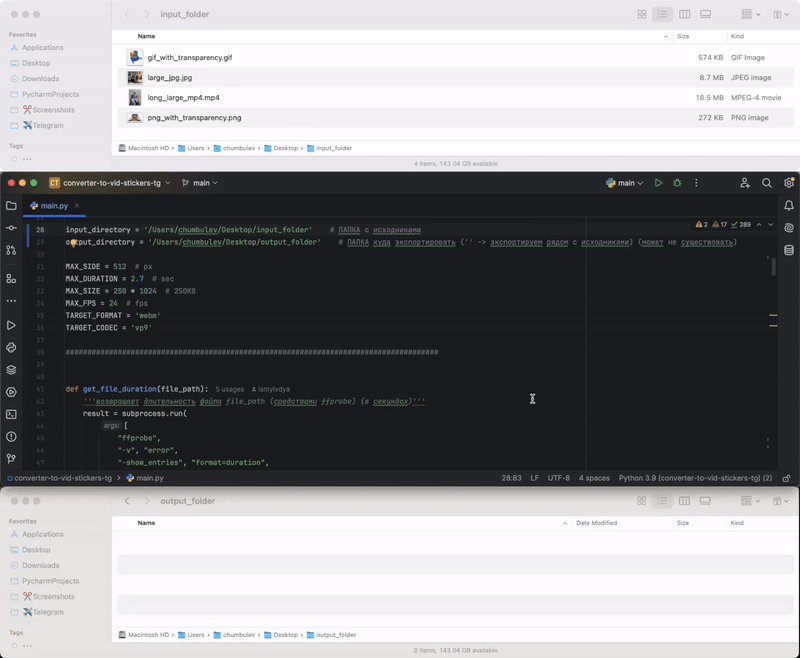 input_folder
Favorites
Applications
Desktop
Downloads
PycharmProjects
Screenshots
Telegram
Tags
Name Size Kind
gif_with_transparency.gif 574 KB GIF Image
large_jpg.jpg 8.7 MB JPEG image
long_large_mp4.mp4 18.5 MB MPEG-4 movie
png_with_transparency.png 272 KB PNG image
Macintosh HD › Users › chumbulev › Desktop › input_folder
4 items, 143.04 GB available
CT converter-to-vid-stickers-tg main main
main.py
2 17 289
28 input_directory = '/Users/chumbulev/Desktop/input_folder' # ПАПКА с исходниками
29 output_directory = '/Users/chumbulev/Desktop/output_folder' # ПАПКА куда экспортировать ('' -> экспортируем рядом с исходниками) (может не существовать)
30
31 MAX_SIDE = 512 # px
32 MAX_DURATION = 2.7 # sec
33 MAX_SIZE = 250 * 1024 # 250KB
34 MAX_FPS = 24 # fps
35 TARGET_FORMAT = 'webm'
36 TARGET_CODEC = 'vp9'
37
38 ####################################################################################
39
40
41 def get_file_duration(file_path): 5 usages ismyivdya
42 '''возвращает длительность файла file_path (средствами ffprobe) (в секундах)'''
43 result = subprocess.run(
44 args: [
45 "ffprobe",
46 "-v", "error",
47 "-show_entries", "format=duration",
converter-to-vid-stickers-tg › main.py 28:83 LF UTF-8 4 spaces Python 3.9 (converter-to-vid-stickers-tg) (2)
output_folder
Favorites
Applications
Desktop
Downloads
PycharmProjects
Screenshots
Telegram
Tags
Name Date Modified Size Kind
Macintosh HD › Users › chumbulev › Desktop › output_folder
0 items, 143.04 GB available